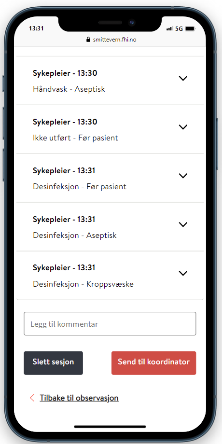 13:31
5G
smittevern.fhi.no
Sykepleier - 13:30
Håndvask - Aseptisk
Sykepleier - 13:30
Ikke utført - Før pasient
Sykepleier - 13:31
Desinfeksjon - Før pasient
Sykepleier - 13:31
Desinfeksjon - Aseptisk
Sykepleier - 13:31
Desinfeksjon - Kroppsvæske
Legg til kommentar
Slett sesjon
Send til koordinator
Tilbake til observasjon